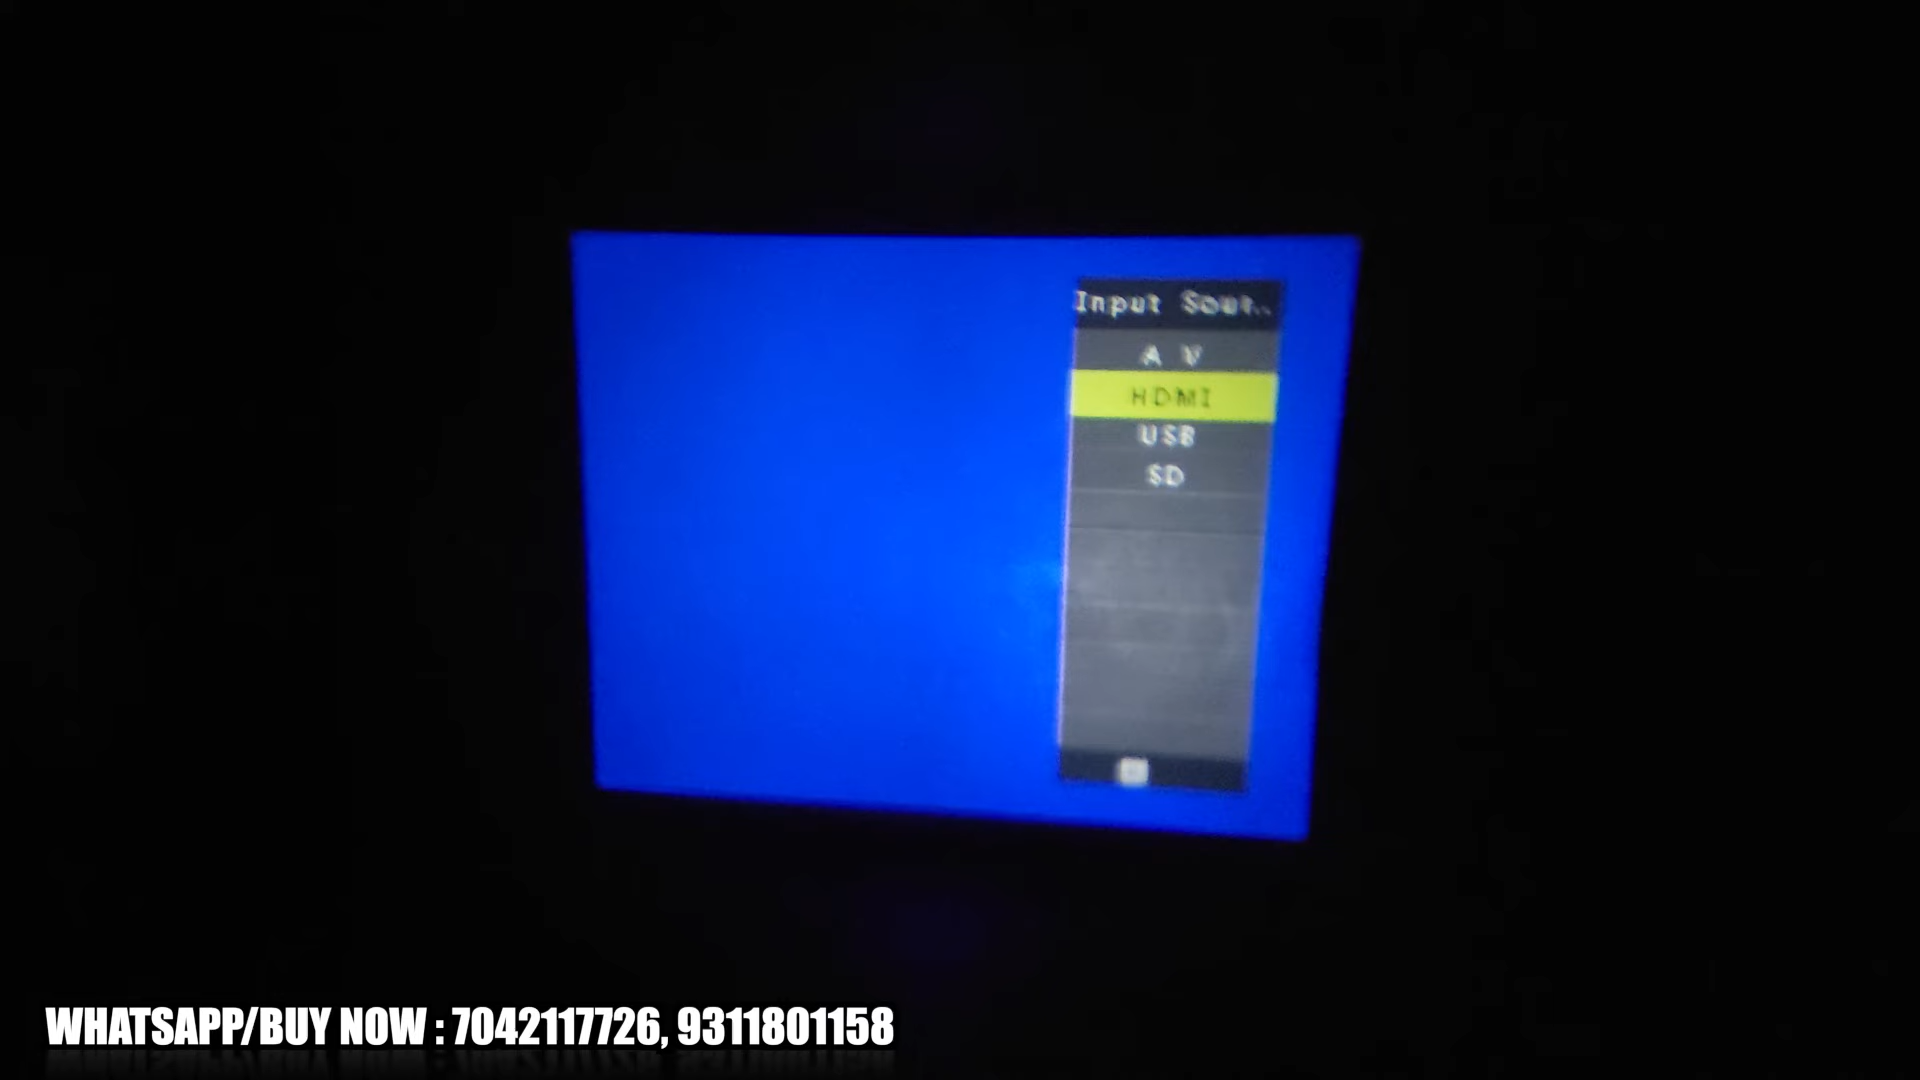 Input Sour..
A V
HDMI
USB
SD
WHATSAPP/BUY NOW : 7042117726, 9311801158